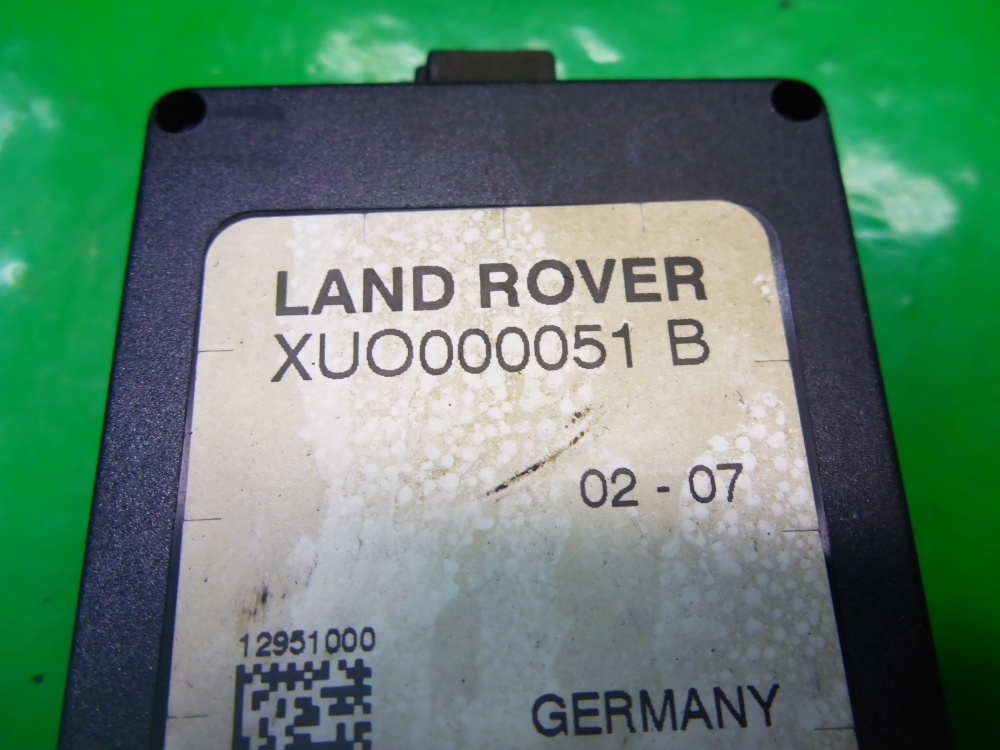 LAND ROVER
XUO000051 B
02 - 07
12951000
GERMANY